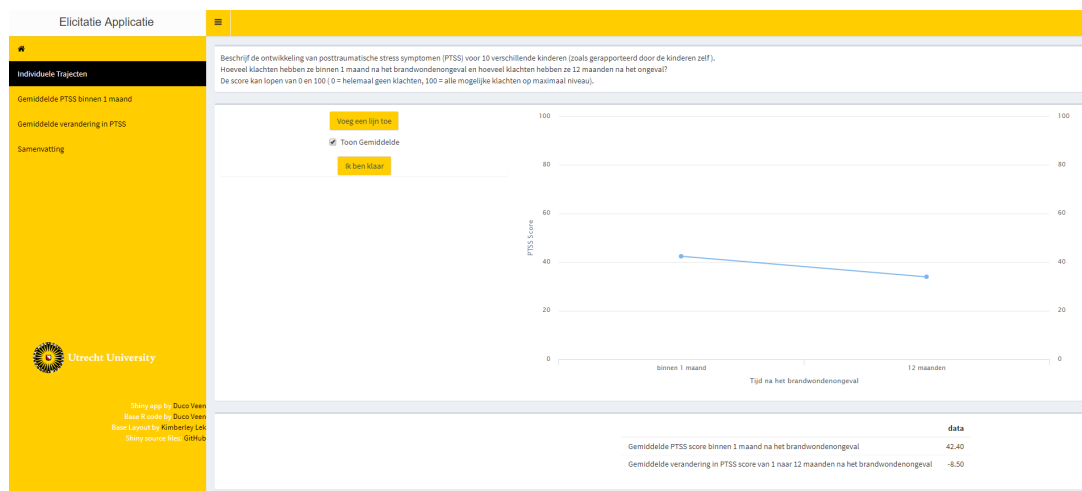 Elicitatie Applicatie
Individuele Trajecten
Gemiddelde PTSS binnen 1 maand
Gemiddelde verandering in PTSS
Samenvatting
Utrecht University
Shiny app by Duco Veen
Base R code by Duco Veen
Base Layout by Kimberley Lek
Shiny source files: GitHub
Beschrijf de ontwikkeling van posttraumatische stress symptomen (PTSS) voor 10 verschillende kinderen (zoals gerapporteerd door de kinderen zelf ).
Hoeveel klachten hebben ze binnen 1 maand na het brandwondenongeval en hoeveel klachten hebben ze 12 maanden na het ongeval?
De score kan lopen van 0 en 100 ( 0 = helemaal geen klachten, 100 = alle mogelijke klachten op maximaal niveau).
Voeg een lijn toe
Toon Gemiddelde
Ik ben klaar
100 100
80 80
60 60
PTSS Score
40 40
20 20
0 0
binnen 1 maand 12 maanden
Tijd na het brandwondenongeval
data
Gemiddelde PTSS score binnen 1 maand na het brandwondenongeval 42.40
Gemiddelde verandering in PTSS score van 1 naar 12 maanden na het brandwondenongeval -8.50